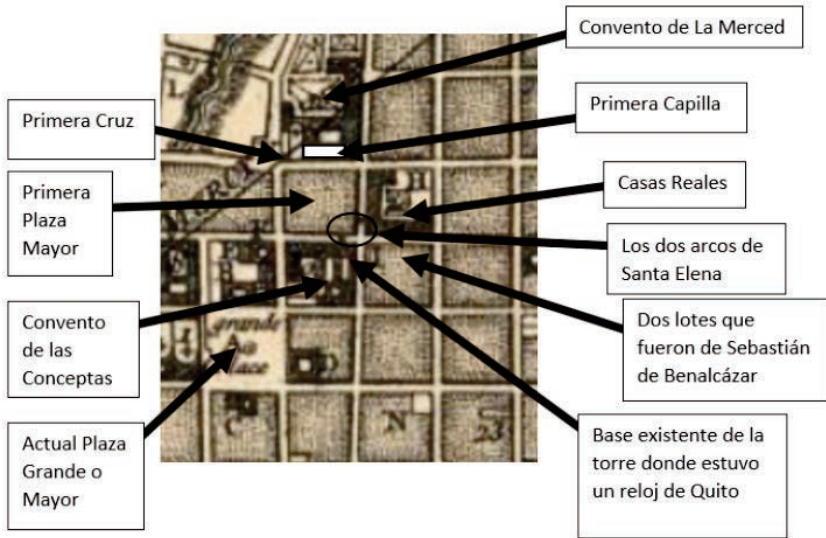 Convento de La Merced
Primera Capilla
Casas Reales
Los dos arcos de
Santa Elena
Dos lotes que
fueron de Sebastián
de Benalcázar
Base existente de la
torre donde estuvo
un reloj de Quito
Primera Cruz
Primera
Plaza
Mayor
Convento
de las
Conceptas
Actual Plaza
Grande o
Mayor
grande
Place
C
N
23
L